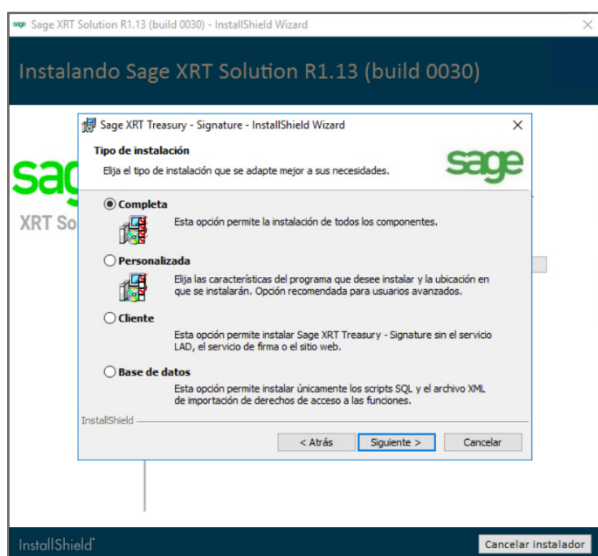 sage Sage XRT Solution R1.13 (build 0030) - InstallShield Wizard
Instalando Sage XRT Solution R1.13 (build 0030)
Sage XRT Treasury - Signature - InstallShield Wizard
Tipo de instalación
Elija el tipo de instalación que se adapte mejor a sus necesidades.
sage
sag
XRT So
Completa
Esta opción permite la instalación de todos los componentes.
Personalizada
Elija las características del programa que desee instalar y la ubicación en
que se instalarán. Opción recomendada para usuarios avanzados.
Cliente
Esta opción permite instalar Sage XRT Treasury - Signature sin el servicio
LAD, el servicio de firma o el sitio web.
Base de datos
Esta opción permite instalar únicamente los scripts SQL y el archivo XML
de importación de derechos de acceso a las funciones.
InstallShield
< Atrás Siguiente > Cancelar
InstallShield Cancelar instalador